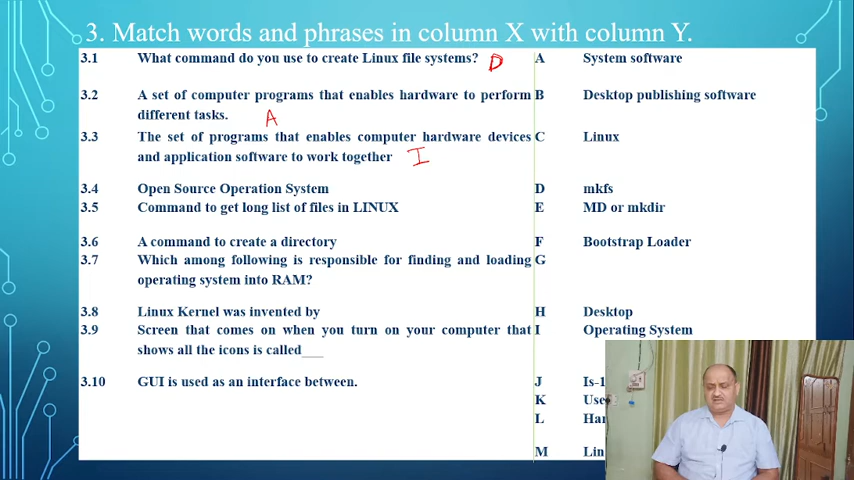 3. Match words and phrases in column X with column Y.
3.1 What command do you use to create Linux file systems? D A System software
3.2 A set of computer programs that enables hardware to perform B Desktop publishing software
different tasks. A
3.3 The set of programs that enables computer hardware devices C Linux
and application software to work together I
3.4 Open Source Operation System D mkfs
3.5 Command to get long list of files in LINUX E MD or mkdir
3.6 A command to create a directory F Bootstrap Loader
3.7 Which among following is responsible for finding and loading G
operating system into RAM?
3.8 Linux Kernel was invented by H Desktop
3.9 Screen that comes on when you turn on your computer that I Operating System
shows all the icons is called___
3.10 GUI is used as an interface between. J
K
L
M